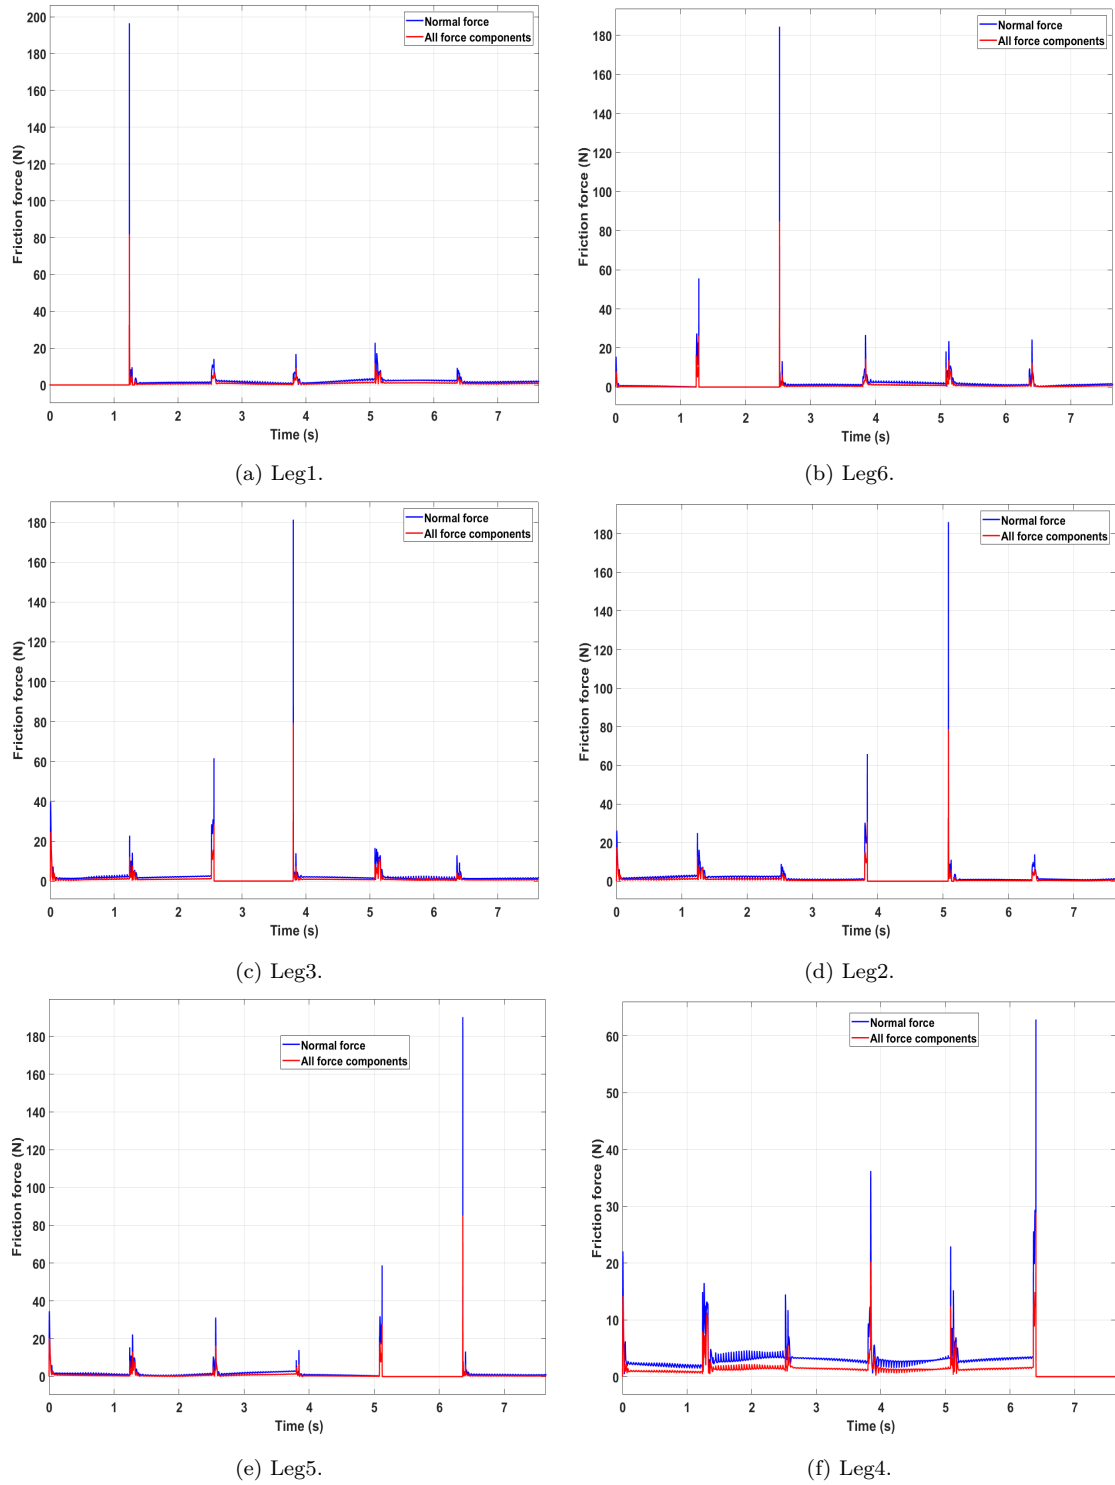 Normal force
All force components
200
180
160
140
120
100
80
60
40
20
0
Friction force (N)
0 1 2 3 4 5 6 7
Time (s)
(a) Leg1.
Normal force
All force components
180
160
140
120
100
80
60
40
20
0
Friction force (N)
0 1 2 3 4 5 6 7
Time (s)
(b) Leg6.
Normal force
All force components
180
160
140
120
100
80
60
40
20
0
Friction force (N)
0 1 2 3 4 5 6 7
Time (s)
(c) Leg3.
Normal force
All force components
180
160
140
120
100
80
60
40
20
0
Friction force (N)
0 1 2 3 4 5 6 7
Time (s)
(d) Leg2.
Normal force
All force components
180
160
140
120
100
80
60
40
20
0
Friction force (N)
0 1 2 3 4 5 6 7
Time (s)
(e) Leg5.
Normal force
All force components
60
50
40
30
20
10
0
Friction force (N)
0 1 2 3 4 5 6 7
Time (s)
(f) Leg4.